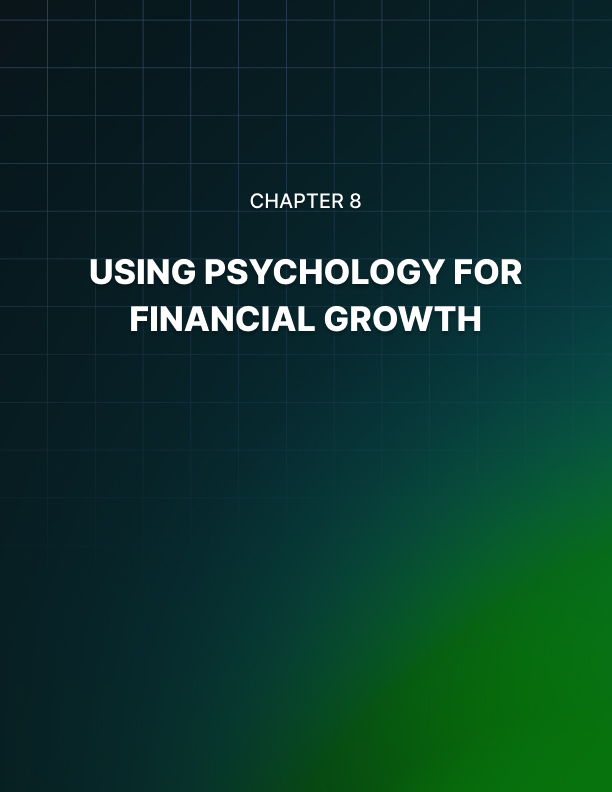 CHAPTER 8
USING PSYCHOLOGY FOR
FINANCIAL GROWTH